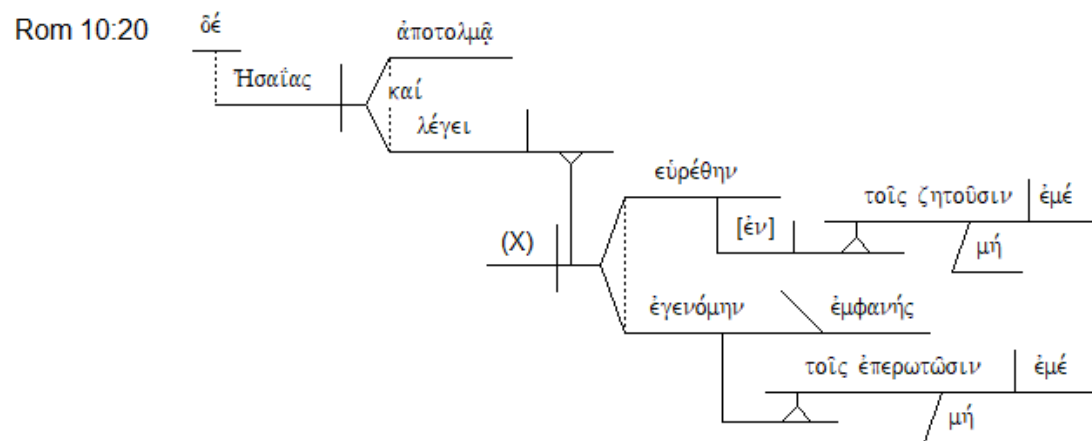 Rom 10:20
δέ
Ἠσαΐας
ἀποτολμᾷ
καί
λέγει
(X)
εὑρέθην
[ἐν]
τοῖς ζητοῦσιν ἐμέ
μή
ἐγενόμην ἐμφανής
τοῖς ἐπερωτῶσιν ἐμέ
μή